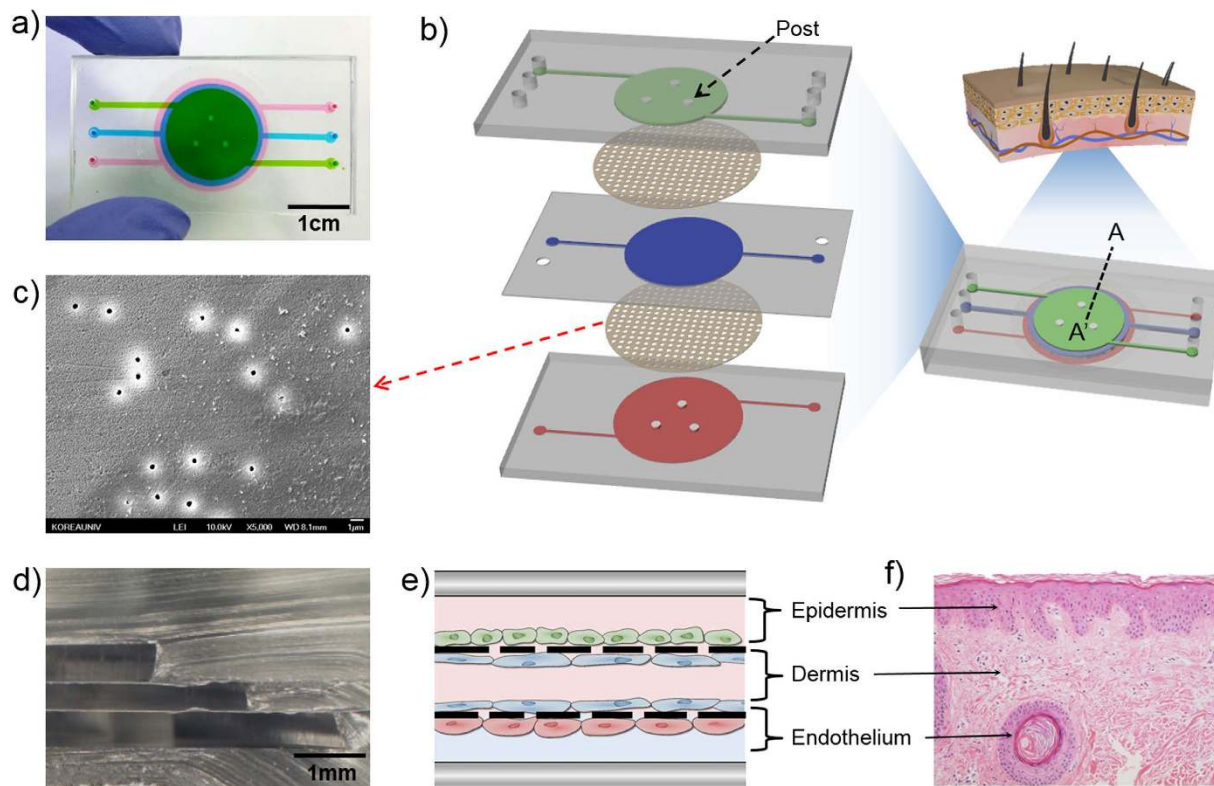 a)
1cm
b)
Post
A
A'
c)
KOREAUNIV LEI 10.0kV X5,000 WD 8.1mm 1μm
d)
1mm
e)
Epidermis
Dermis
Endothelium
f)